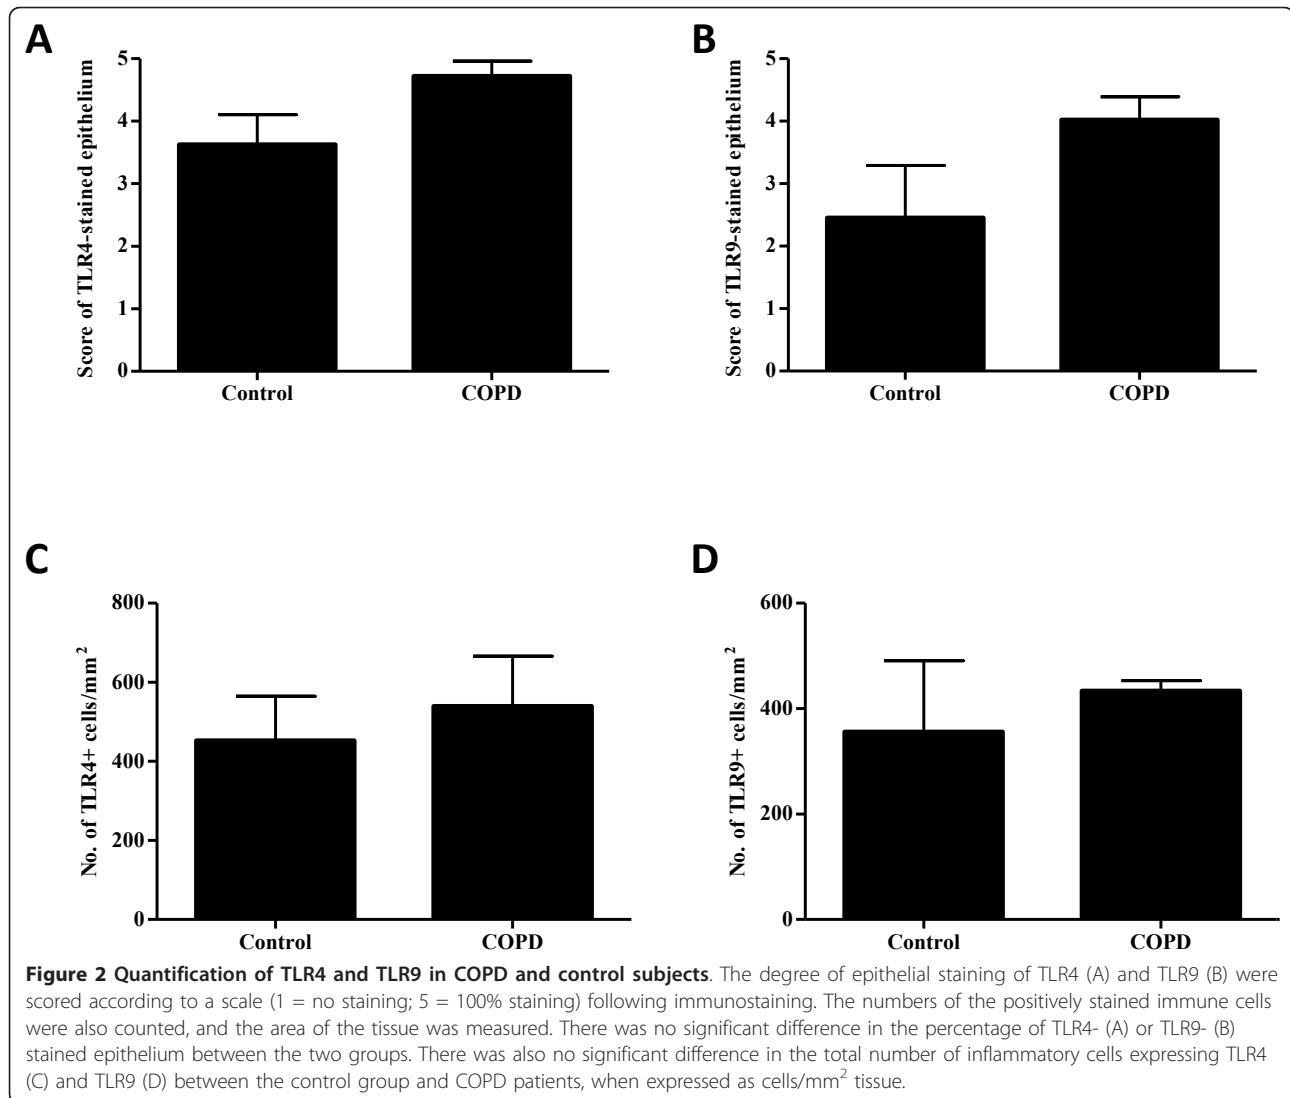 A
Score of TLR4-stained epithelium
5
4
3
2
1
0
Control
COPD
B
Score of TLR9-stained epithelium
5
4
3
2
1
0
Control
COPD
C
No. of TLR4+ cells/mm²
800
600
400
200
0
Control
COPD
D
No. of TLR9+ cells/mm²
600
400
200
0
Control
COPD
Figure 2 Quantification of TLR4 and TLR9 in COPD and control subjects. The degree of epithelial staining of TLR4 (A) and TLR9 (B) were
scored according to a scale (1 = no staining; 5 = 100% staining) following immunostaining. The numbers of the positively stained immune cells
were also counted, and the area of the tissue was measured. There was no significant difference in the percentage of TLR4- (A) or TLR9- (B)
stained epithelium between the two groups. There was also no significant difference in the total number of inflammatory cells expressing TLR4
(C) and TLR9 (D) between the control group and COPD patients, when expressed as cells/mm² tissue.